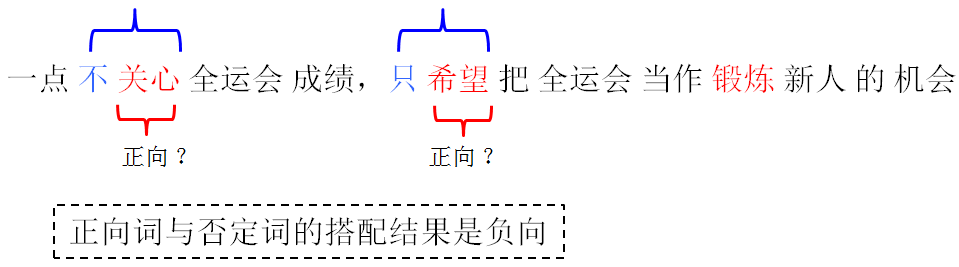 一点 不 关心 全运会 成绩，只 希望 把 全运会 当作 锻炼 新人 的 机会
正向？ 正向？
正向词与否定词的搭配结果是负向